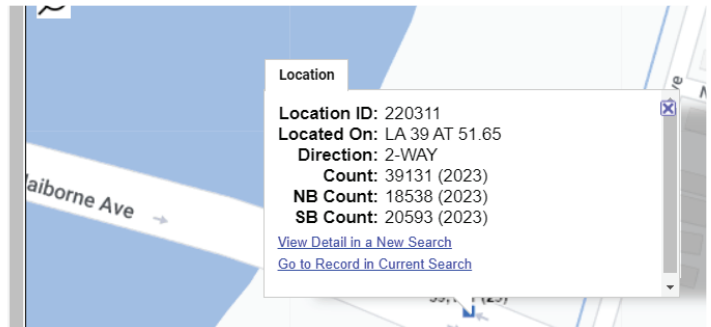 Location
Location ID: 220311
Located On: LA 39 AT 51.65
Direction: 2-WAY
Count: 39131 (2023)
NB Count: 18538 (2023)
SB Count: 20593 (2023)
View Detail in a New Search
Go to Record in Current Search
aiborne Ave